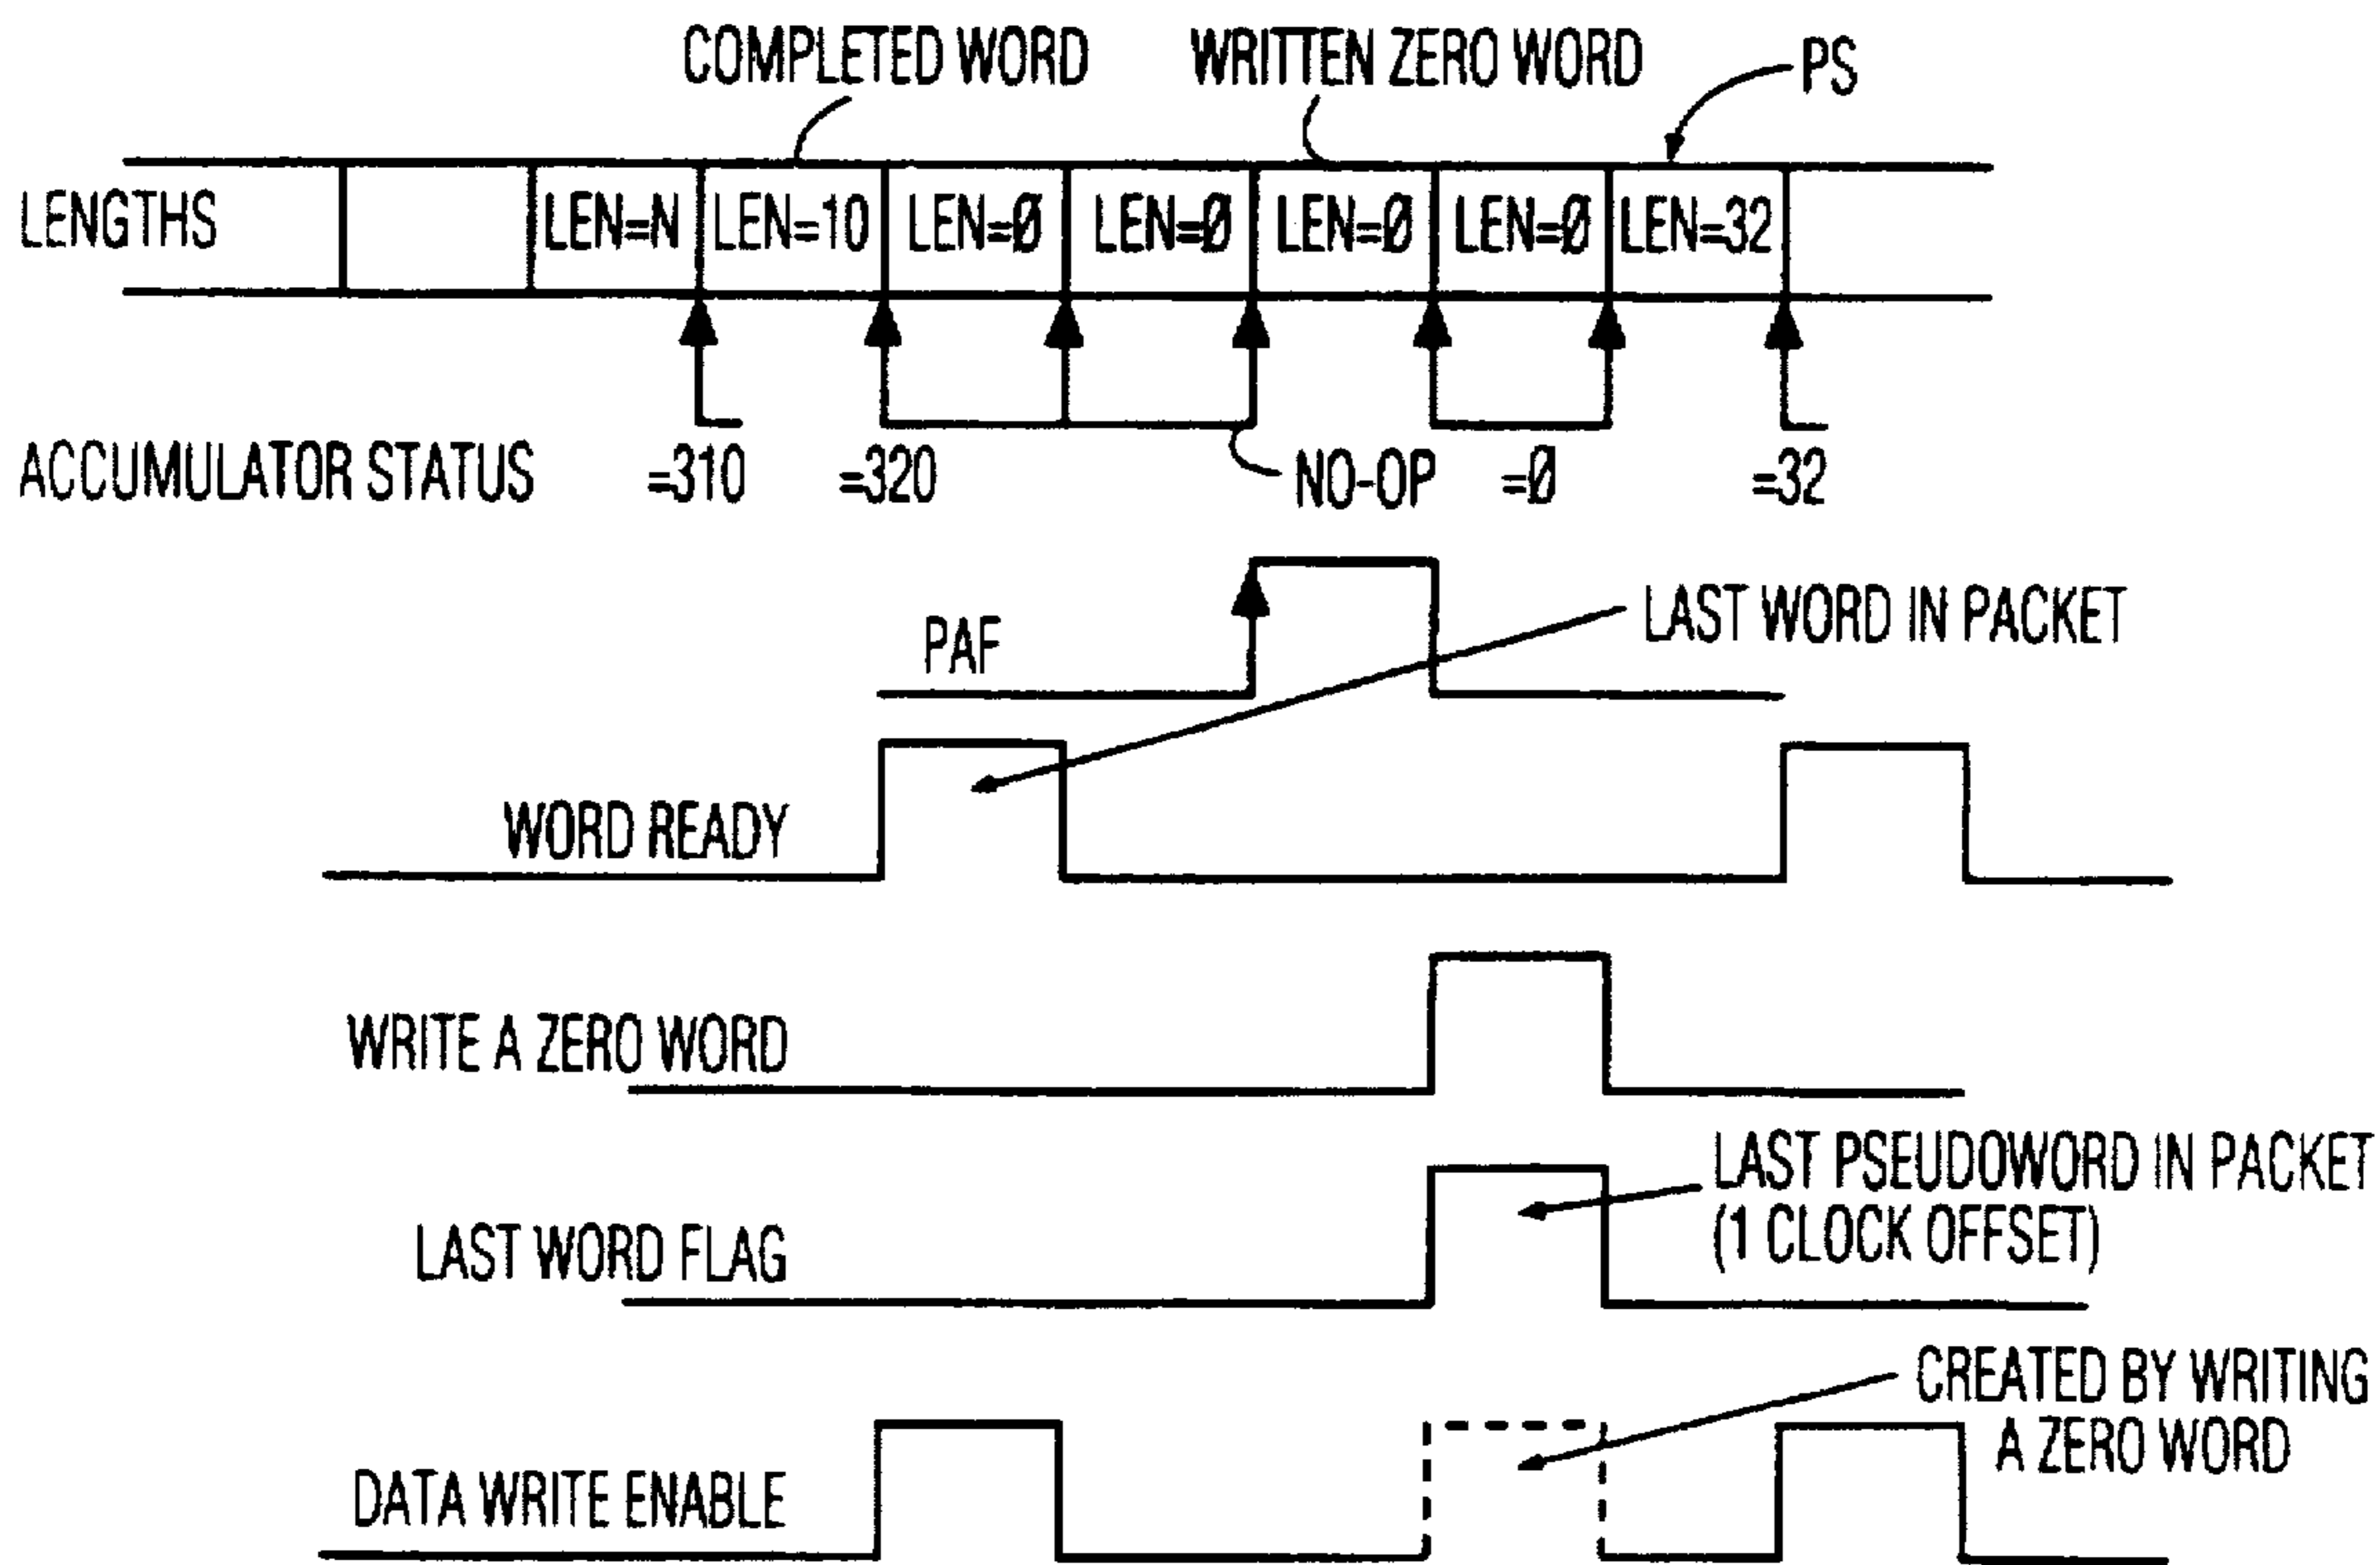 COMPLETED WORD
WRITTEN ZERO WORD
PS
LENGTHS
LEN=N
LEN=10
LEN=Ø
LEN=Ø
LEN=Ø
LEN=Ø
LEN=32
ACCUMULATOR STATUS
=310
=320
NO-OP
=Ø
=32
PAF
LAST WORD IN PACKET
WORD READY
WRITE A ZERO WORD
LAST PSEUDOWORD IN PACKET
(1 CLOCK OFFSET)
LAST WORD FLAG
CREATED BY WRITING
A ZERO WORD
DATA WRITE ENABLE